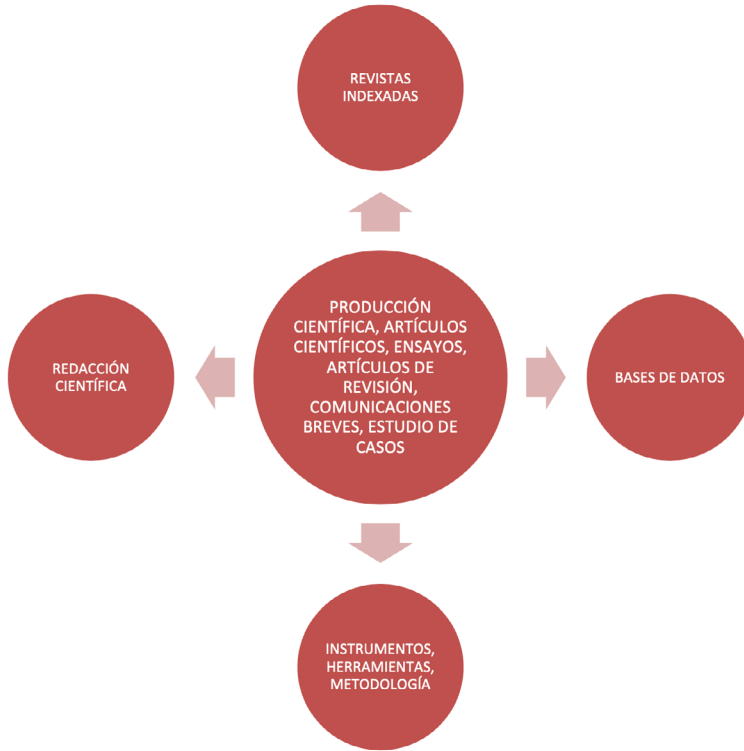 REVISTAS
INDEXADAS
PRODUCCIÓN
CIENTÍFICA, ARTÍCULOS
CIENTÍFICOS, ENSAYOS,
ARTÍCULOS DE
REVISIÓN,
COMUNICACIONES
BREVES, ESTUDIO DE
CASOS
REDACCIÓN
CIENTÍFICA
BASES DE DATOS
INSTRUMENTOS,
HERRAMIENTAS,
METODOLOGÍA